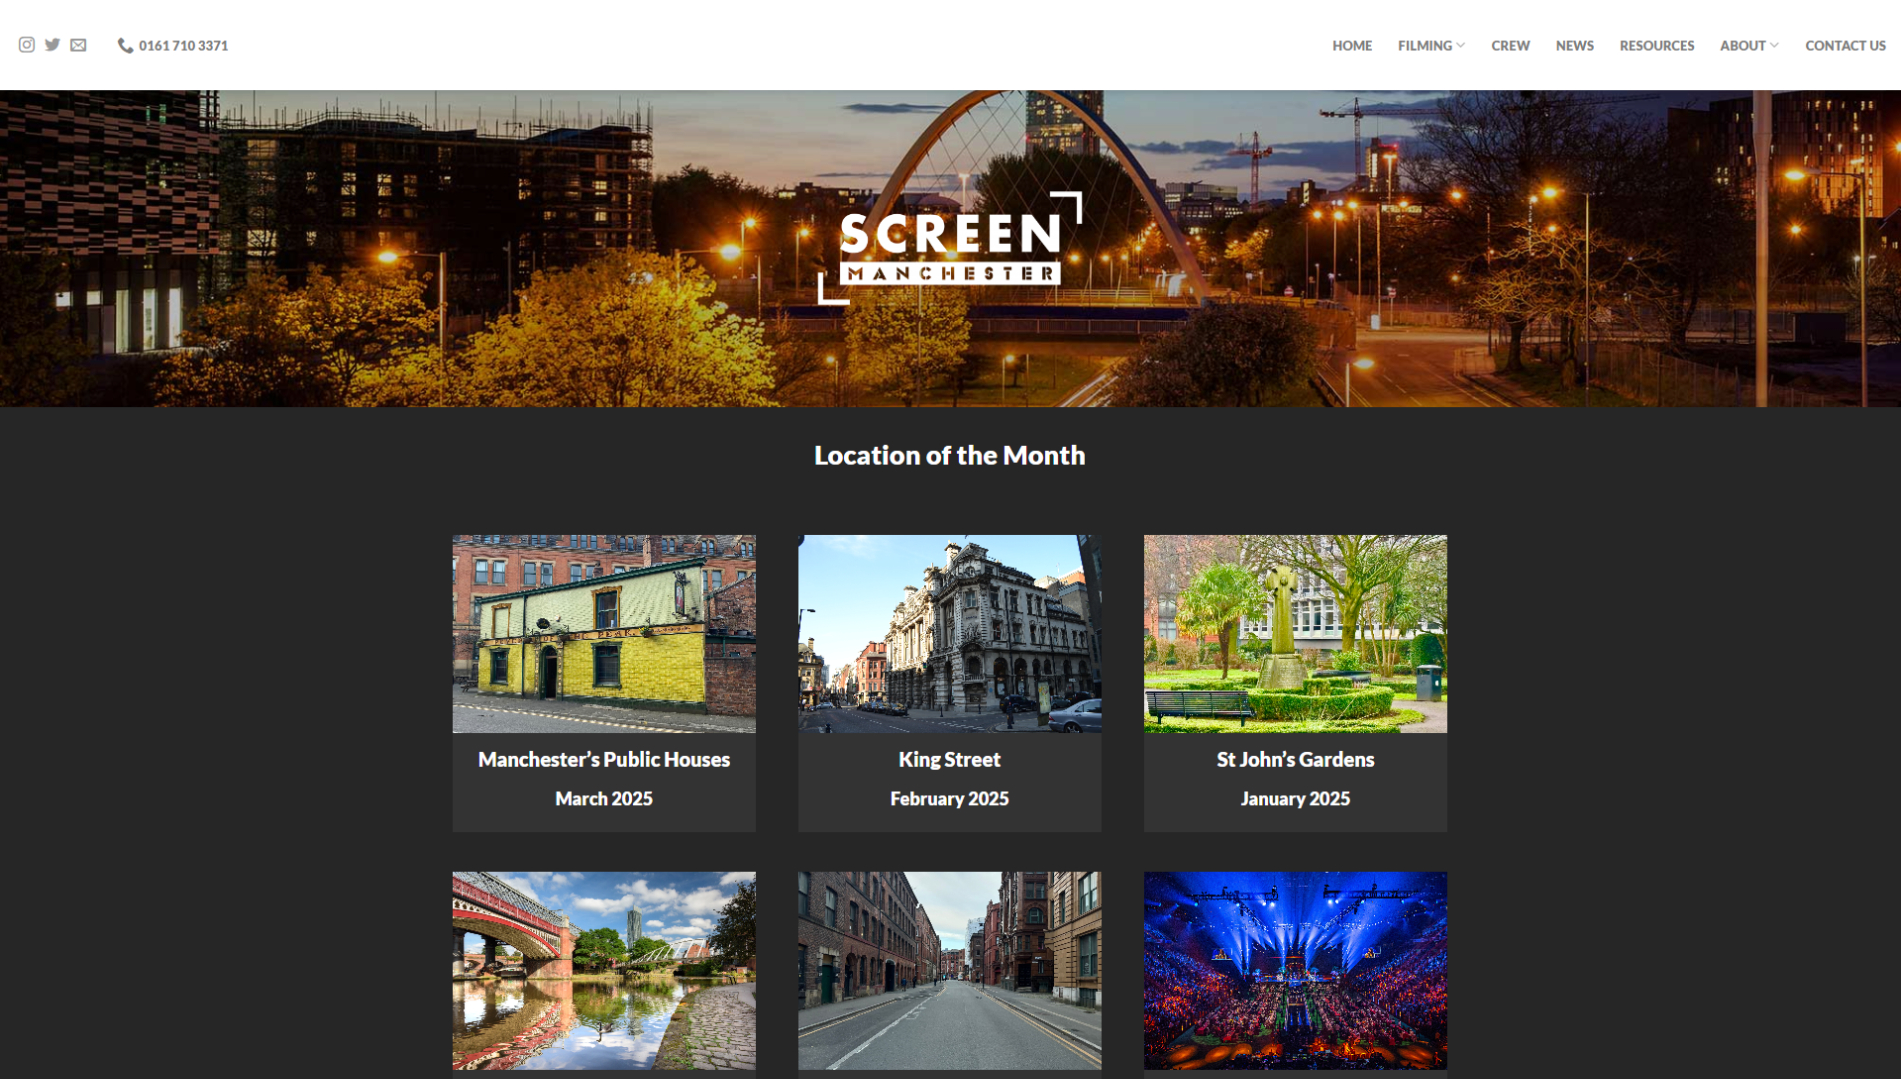 0161 710 3371
HOME
FILMING
CREW
NEWS
RESOURCES
ABOUT
CONTACT US
SCREEN
MANCHESTER
Location of the Month
Manchester’s Public Houses
King Street
St John’s Gardens
March 2025
February 2025
January 2025